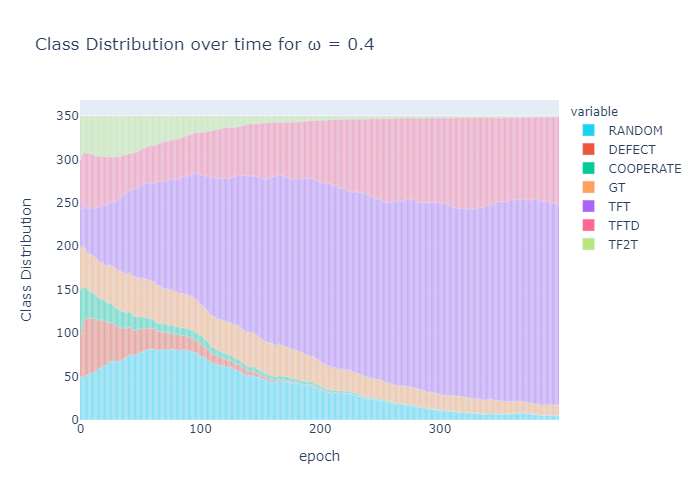 Class Distribution over time for ω = 0.4
variable
RANDOM
DEFECT
COOPERATE
GT
TFT
TFTD
TF2T
Class Distribution
350
300
250
200
150
100
50
0
0 100 200 300
epoch